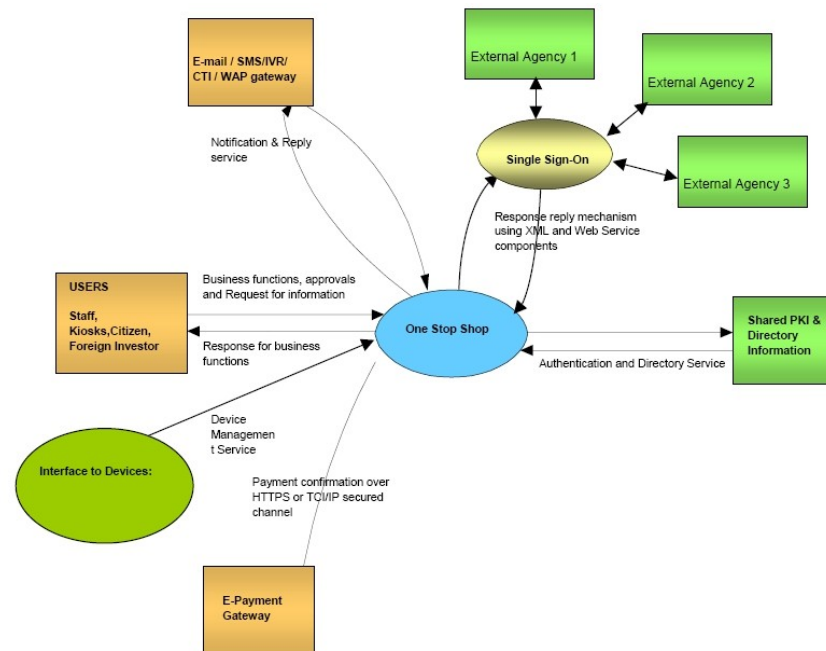 E-mail / SMS/IVR/
CTI / WAP gateway
External Agency 1
External Agency 2
External Agency 3
Single Sign-On
Notification & Reply
service
Response reply mechanism
using XML and Web Service
components
USERS
Staff,
Kiosks,Citizen,
Foreign Investor
Business functions, approvals
and Request for information
Response for business
functions
One Stop Shop
Shared PKI &
Directory
Information
Authentication and Directory Service
Device
Managemen
t Service
Interface to Devices:
Payment confirmation over
HTTPS or TCI/IP secured
channel
E-Payment
Gateway